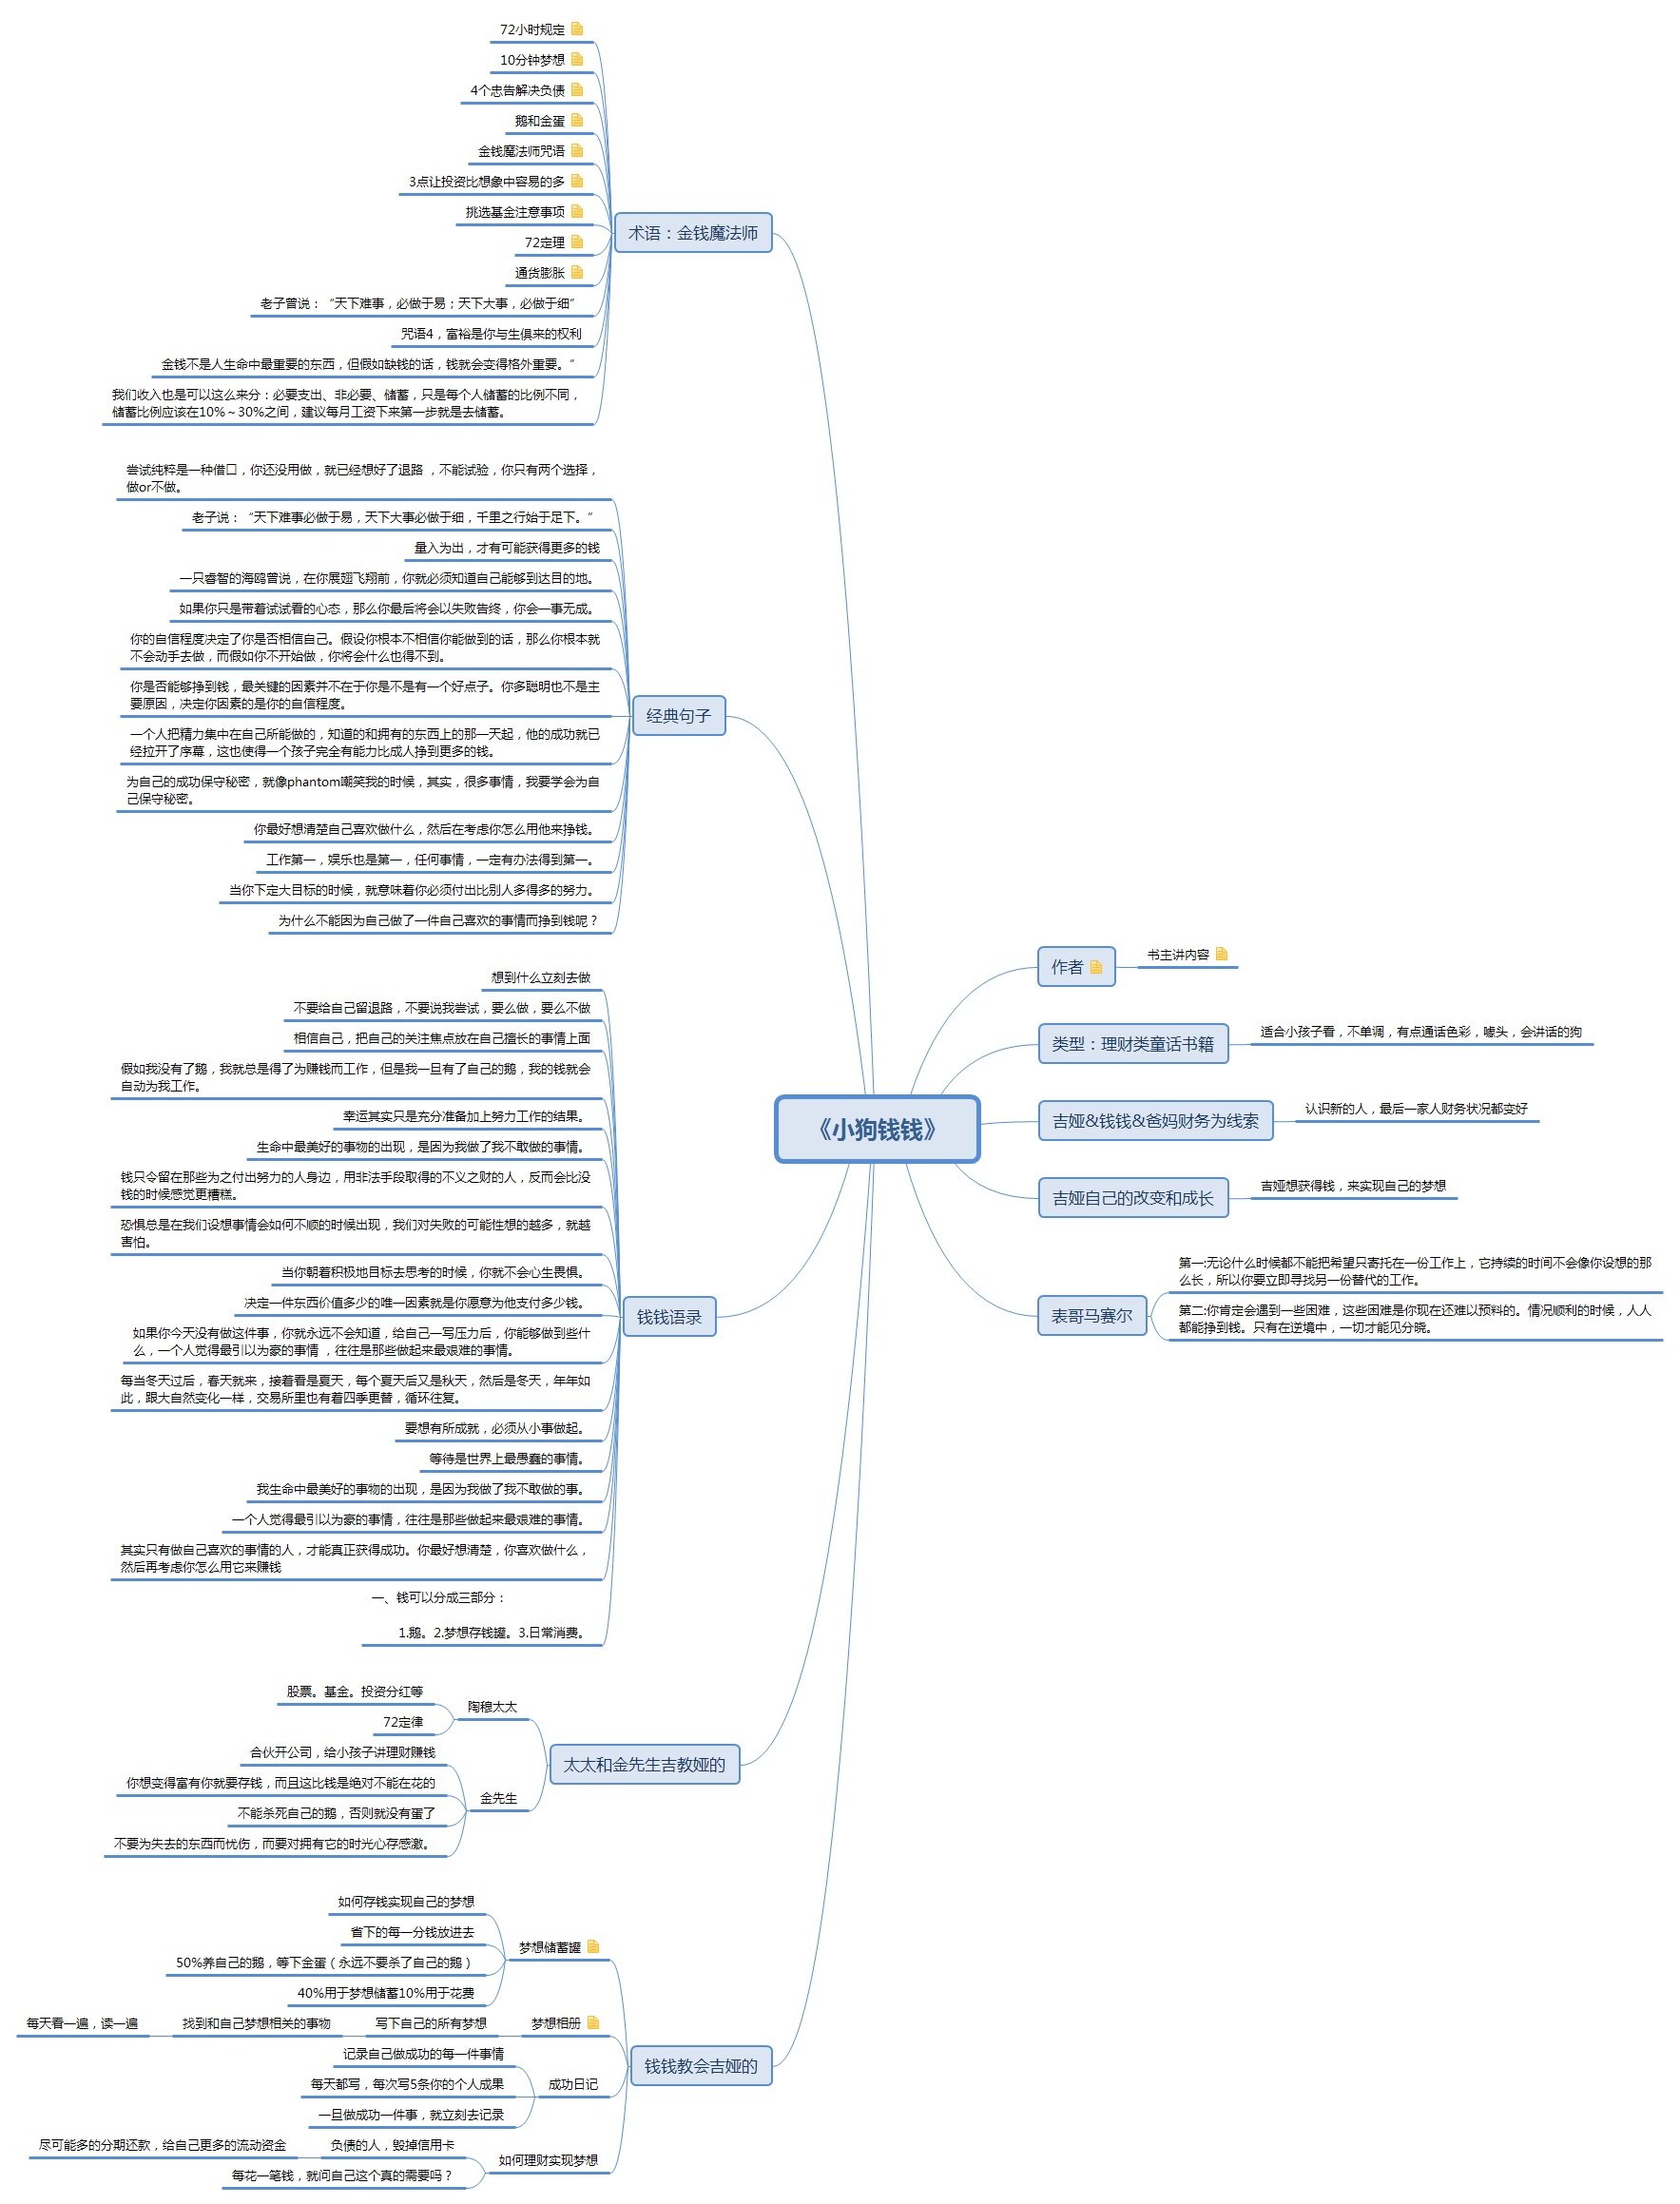 《小狗钱钱》
作者
书主讲内容
类型：理财类童话书籍
适合小孩子看，不单调，有点通话色彩，噱头，会讲话的狗
吉娅&钱钱&爸妈财务为线索
认识新的人，最后一家人财务状况都变好
吉娅自己的改变和成长
吉娅想获得钱，来实现自己的梦想
表哥马赛尔
第一:无论什么时候都不能把希望只寄托在一份工作上，它持续的时间不会像你设想的那
么长，所以你要立即寻找另一份替代的工作。
第二:你肯定会遇到一些困难，这些困难是你现在还难以预料的。情况顺利的时候，人人
都能挣到钱。只有在逆境中，一切才能见分晓。
术语：金钱魔法师
72小时规定
10分钟梦想
4个忠告解决负债
鹅和金蛋
金钱魔法师咒语
3点让投资比想象中容易的多
挑选基金注意事项
72定理
通货膨胀
老子曾说：“天下难事，必做于易；天下大事，必做于细”
咒语4，富裕是你与生俱来的权利
金钱不是人生命中最重要的东西，但假如缺钱的话，钱就会变得格外重要。”
我们收入也是可以这么来分：必要支出、非必要、储蓄，只是每个人储蓄的比例不同，
储蓄比例应该在10%～30%之间，建议每月工资下来第一步就是去储蓄。
经典句子
尝试纯粹是一种借口，你还没用做，就已经想好了退路 ，不能试验，你只有两个选择，
做or不做。
老子说：“天下难事必做于易，天下大事必做于细，千里之行始于足下。”
量入为出，才有可能获得更多的钱
一只睿智的海鸥曾说，在你展翅飞翔前，你就必须知道自己能够到达目的地。
如果你只是带着试试看的心态，那么你最后将会以失败告终，你会一事无成。
你的自信程度决定了你是否相信自己。假设你根本不相信你能做到的话，那么你根本就
不会动手去做，而假如你不开始做，你将会什么也得不到。
你是否能够挣到钱，最关键的因素并不在于你是不是有一个好点子。你多聪明也不是主
要原因，决定你因素的是你的自信程度。
一个人把精力集中在自己所能做的，知道的和拥有的东西上的那一天起，他的成功就已
经拉开了序幕，这也使得一个孩子完全有能力比成人挣到更多的钱。
为自己的成功保守秘密，就像phantom嘲笑我的时候，其实，很多事情，我要学会为自
己保守秘密。
你最好想清楚自己喜欢做什么，然后在考虑你怎么用他来挣钱。
工作第一，娱乐也是第一，任何事情，一定有办法得到第一。
当你下定大目标的时候，就意味着你必须付出比别人多得多的努力。
为什么不能因为自己做了一件自己喜欢的事情而挣到钱呢？
钱钱语录
想到什么立刻去做
不要给自己留退路，不要说我尝试，要么做，要么不做
相信自己，把自己的关注焦点放在自己擅长的事情上面
假如我没有了鹅，我就总是得了为赚钱而工作，但是我一旦有了自己的鹅，我的钱就会
自动为我工作。
幸运其实只是充分准备加上努力工作的结果。
生命中最美好的事物的出现，是因为我做了我不敢做的事情。
钱只令留在那些为之付出努力的人身边，用非法手段取得的不义之财的人，反而会比没
钱的时候感觉更糟糕。
恐惧总是在我们设想事情会如何不顺的时候出现，我们对失败的可能性想的越多，就越
害怕。
当你朝着积极地目标去思考的时候，你就不会心生畏惧。
决定一件东西价值多少的唯一因素就是你愿意为他支付多少钱。
如果你今天没有做这件事，你就永远不会知道，给自己一写压力后，你能够做到些什
么，一个人觉得最引以为豪的事情 ，往往是那些做起来最艰难的事情。
每当冬天过后，春天就来，接着看是夏天，每个夏天后又是秋天，然后是冬天，年年如
此，跟大自然变化一样，交易所里也有着四季更替，循环往复。
要想有所成就，必须从小事做起。
等待是世界上最愚蠢的事情。
我生命中最美好的事物的出现，是因为我做了我不敢做的事。
一个人觉得最引以为豪的事情，往往是那些做起来最艰难的事情。
其实只有做自己喜欢的事情的人，才能真正获得成功。你最好想清楚，你喜欢做什么，
然后再考虑你怎么用它来赚钱
一、钱可以分成三部分：
1.鹅。2.梦想存钱罐。3.日常消费。
太太和金先生吉教娅的
陶穆太太
股票。基金。投资分红等
72定律
金先生
合伙开公司，给小孩子讲理财赚钱
你想变得富有你就要存钱，而且这比钱是绝对不能在花的
不能杀死自己的鹅，否则就没有蛋了
不要为失去的东西而忧伤，而要对拥有它的时光心存感激。
钱钱教会吉娅的
梦想储蓄罐
如何存钱实现自己的梦想
省下的每一分钱放进去
50%养自己的鹅，等下金蛋（永远不要杀了自己的鹅）
40%用于梦想储蓄10%用于花费
梦想相册
写下自己的所有梦想
找到和自己梦想相关的事物
每天看一遍，读一遍
成功日记
记录自己做成功的每一件事情
每天都写，每次写5条你的个人成果
一旦做成功一件事，就立刻去记录
如何理财实现梦想
负债的人，毁掉信用卡
尽可能多的分期还款，给自己更多的流动资金
每花一笔钱，就问自己这个真的需要吗？